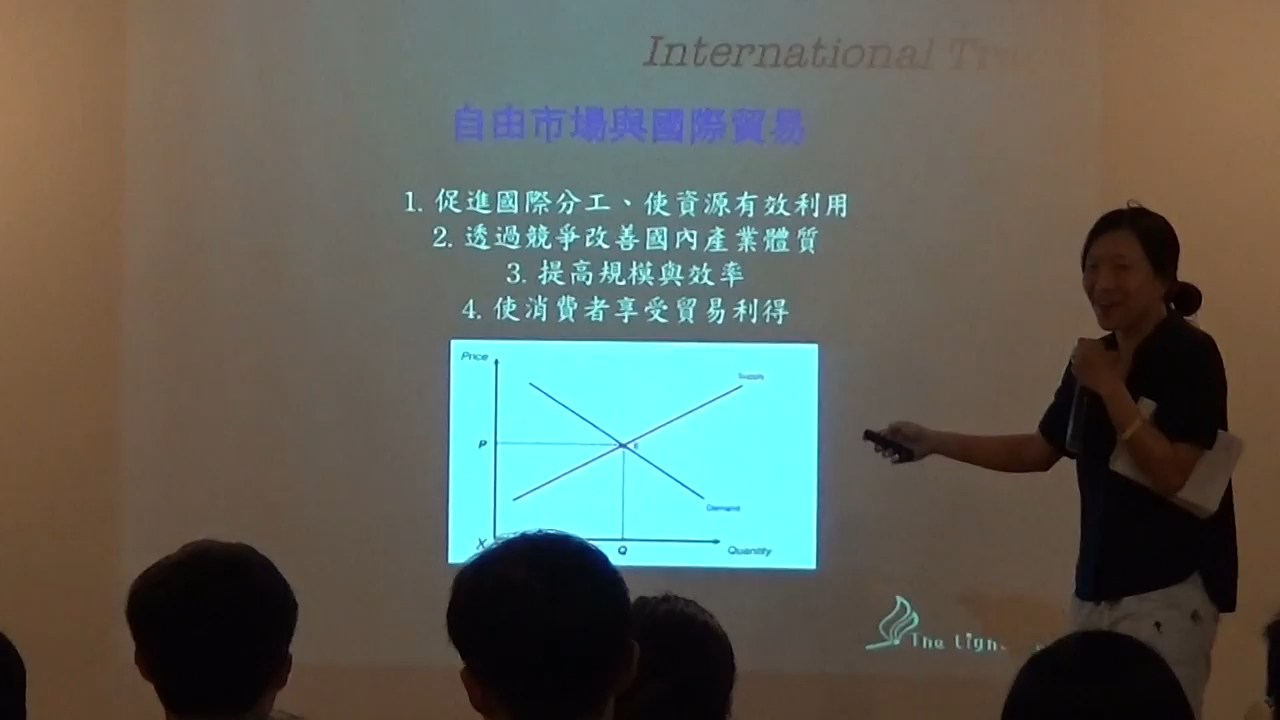 International
自由市場與國際貿易
1. 促進國際分工、使資源有效利用
2. 透過競爭改善國內產業體質
3. 提高規模與效率
4. 使消費者享受貿易利得
Price
Supply
P
E
Demand
X
Q
Quantity
The